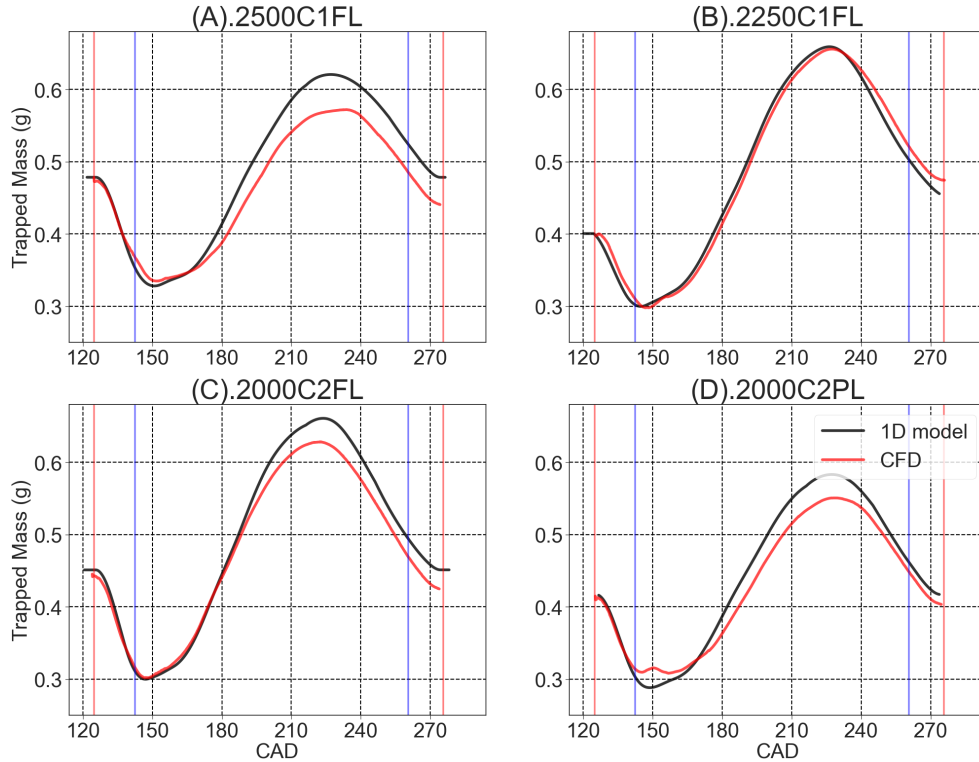 (A).2500C1FL
(B).2250C1FL
Trapped Mass (g)
0.6
0.5
0.4
0.3
120 150 180 210 240 270
0.6
0.5
0.4
0.3
120 150 180 210 240 270
(C).2000C2FL
(D).2000C2PL
Trapped Mass (g)
0.6
0.5
0.4
0.3
120 150 180 210 240 270
CAD
1D model
CFD
0.6
0.5
0.4
0.3
120 150 180 210 240 270
CAD